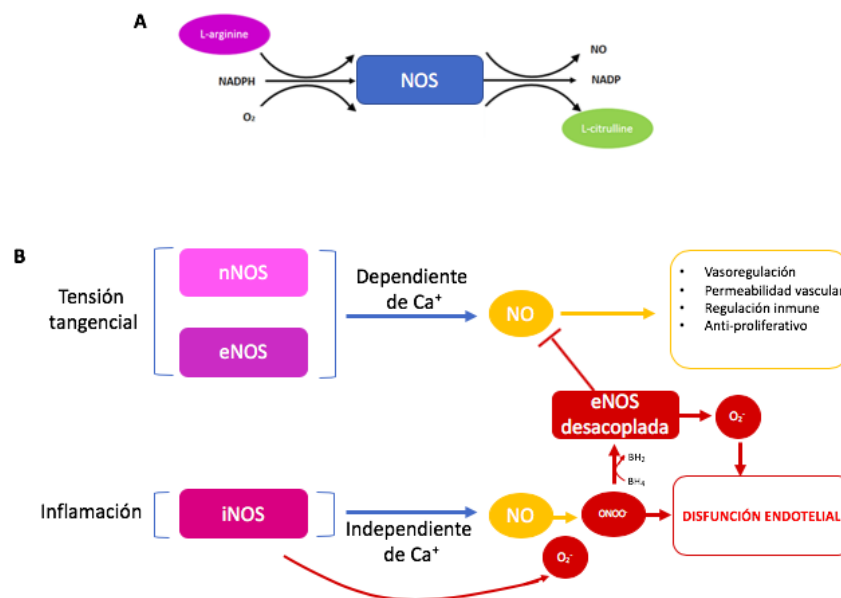 A
L-arginine
NADPH
O₂
NOS
NO
NADP
L-citrulline
B
Tensión
tangencial
nNOS
eNOS
Dependiente
de Ca⁺
NO
• Vasoregulación
• Permeabilidad vascular
• Regulación inmune
• Anti-proliferativo
eNOS
desacoplada
O₂⁻
BH₂
BH₄
Inflamación
iNOS
Independiente
de Ca⁺
NO
ONOO⁻
O₂⁻
DISFUNCIÓN ENDOTELIAL